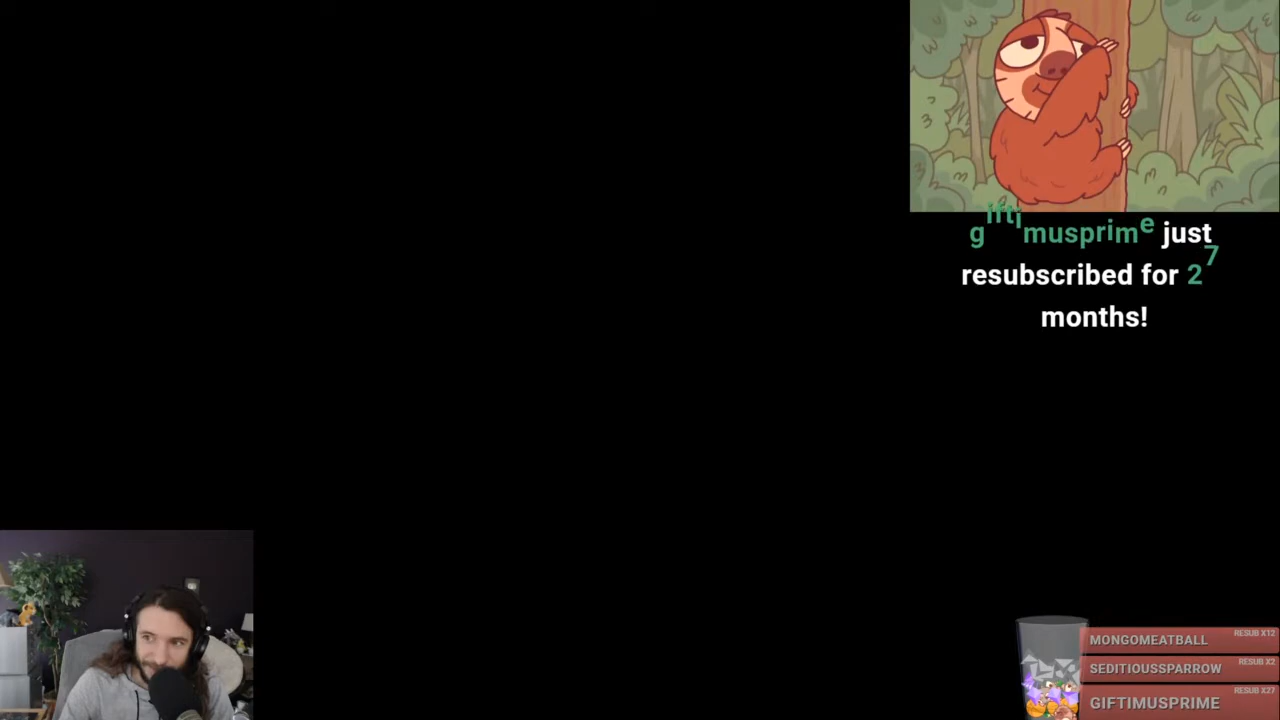 giftimusprime just
resubscribed for 27
months!
RESUB X12
MONGOMEATBALL
RESUB X2
SEDITIOUSSPARROW
RESUB X27
GIFTIMUSPRIME